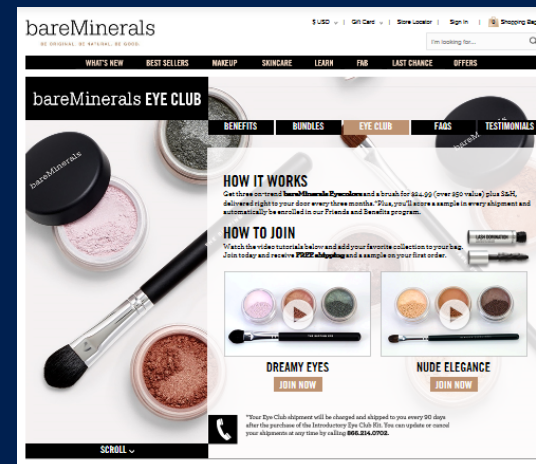 bareMinerals
BE ORIGINAL. BE NATURAL. BE GOOD.
$ USD | Gift Card | Store Locator | Sign In | Shopping Bag
I'm looking for...
WHAT'S NEW BEST SELLERS MAKEUP SKINCARE LEARN FAB LAST CHANCE OFFERS
bareMinerals EYE CLUB
BENEFITS BUNDLES EYE CLUB FAQS TESTIMONIALS
bareMinerals
bareMinerals
HOW IT WORKS
Get three on-trend bareMinerals Eyecolors and a brush for $24.99 (over $50 value) plus S&H,
delivered right to your door every three months.*Plus, you'll score a sample in every shipment and
automatically be enrolled in our Friends and Benefits program.
HOW TO JOIN
Watch the video tutorials below and add your favorite collection to your bag.
Join today and receive FREE shipping and a sample on your first order.
LASH DOMINATION
DREAMY EYES
JOIN NOW
NUDE ELEGANCE
JOIN NOW
*Your Eye Club shipment will be charged and shipped to you every 90 days
after the purchase of the Introductory Eye Club Kit. You can update or cancel
your shipments at any time by calling 866.214.0702.
SCROLL